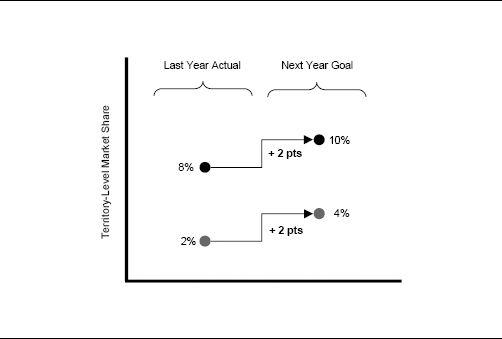 Last Year Actual
Next Year Goal
Territory-Level Market Share
10%
+ 2 pts
8%
4%
+ 2 pts
2%